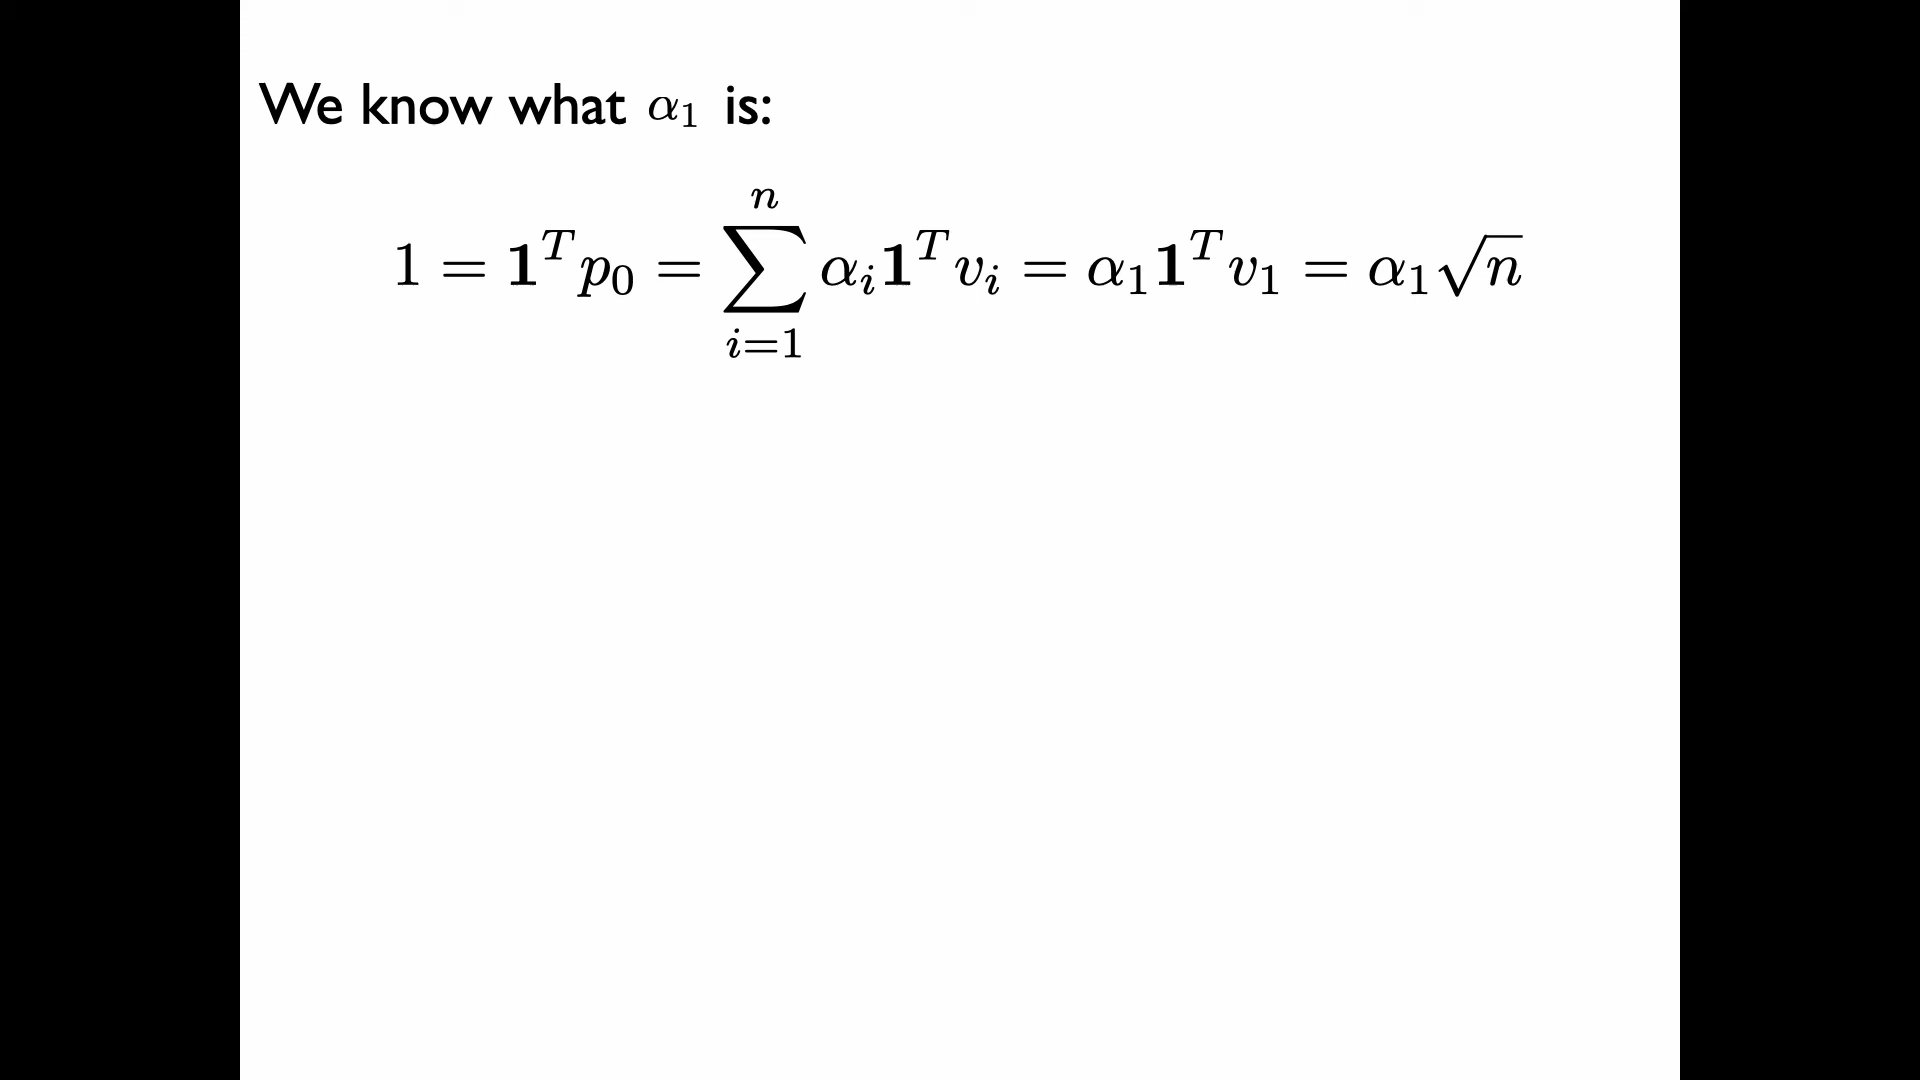 We know what α₁ is:
1 = 𝟏ᵀp₀ = ∑ᵢ₌₁ⁿ αᵢ𝟏ᵀvᵢ = α₁𝟏ᵀv₁ = α₁√n